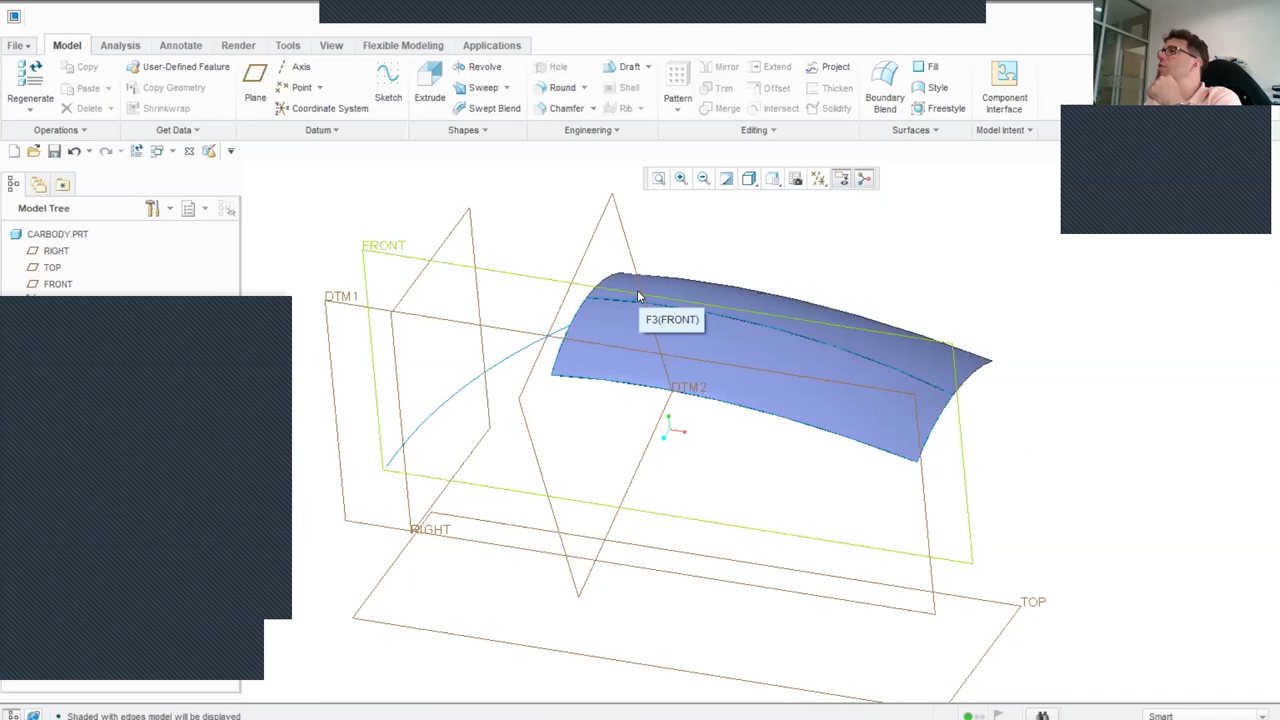 File Model Analysis Annotate Render Tools View Flexible Modeling Applications
Regenerate
Copy
Paste
Delete
User-Defined Feature
Copy Geometry
Shrinkwrap
Plane
Axis
Point
Coordinate System
Sketch
Extrude
Revolve
Sweep
Swept Blend
Hole
Round
Chamfer
Draft
Shell
Rib
Pattern
Mirror
Trim
Merge
Extend
Offset
Intersect
Project
Thicken
Solidify
Boundary
Blend
Fill
Style
Freestyle
Component
Interface
Operations Get Data Datum Shapes Engineering Editing Surfaces Model Intent
Model Tree
CARBODY.PRT
RIGHT
TOP
FRONT
FRONT
DTM1
F3(FRONT)
DTM2
RIGHT
TOP
Shaded with edges model will be displayed
Smart